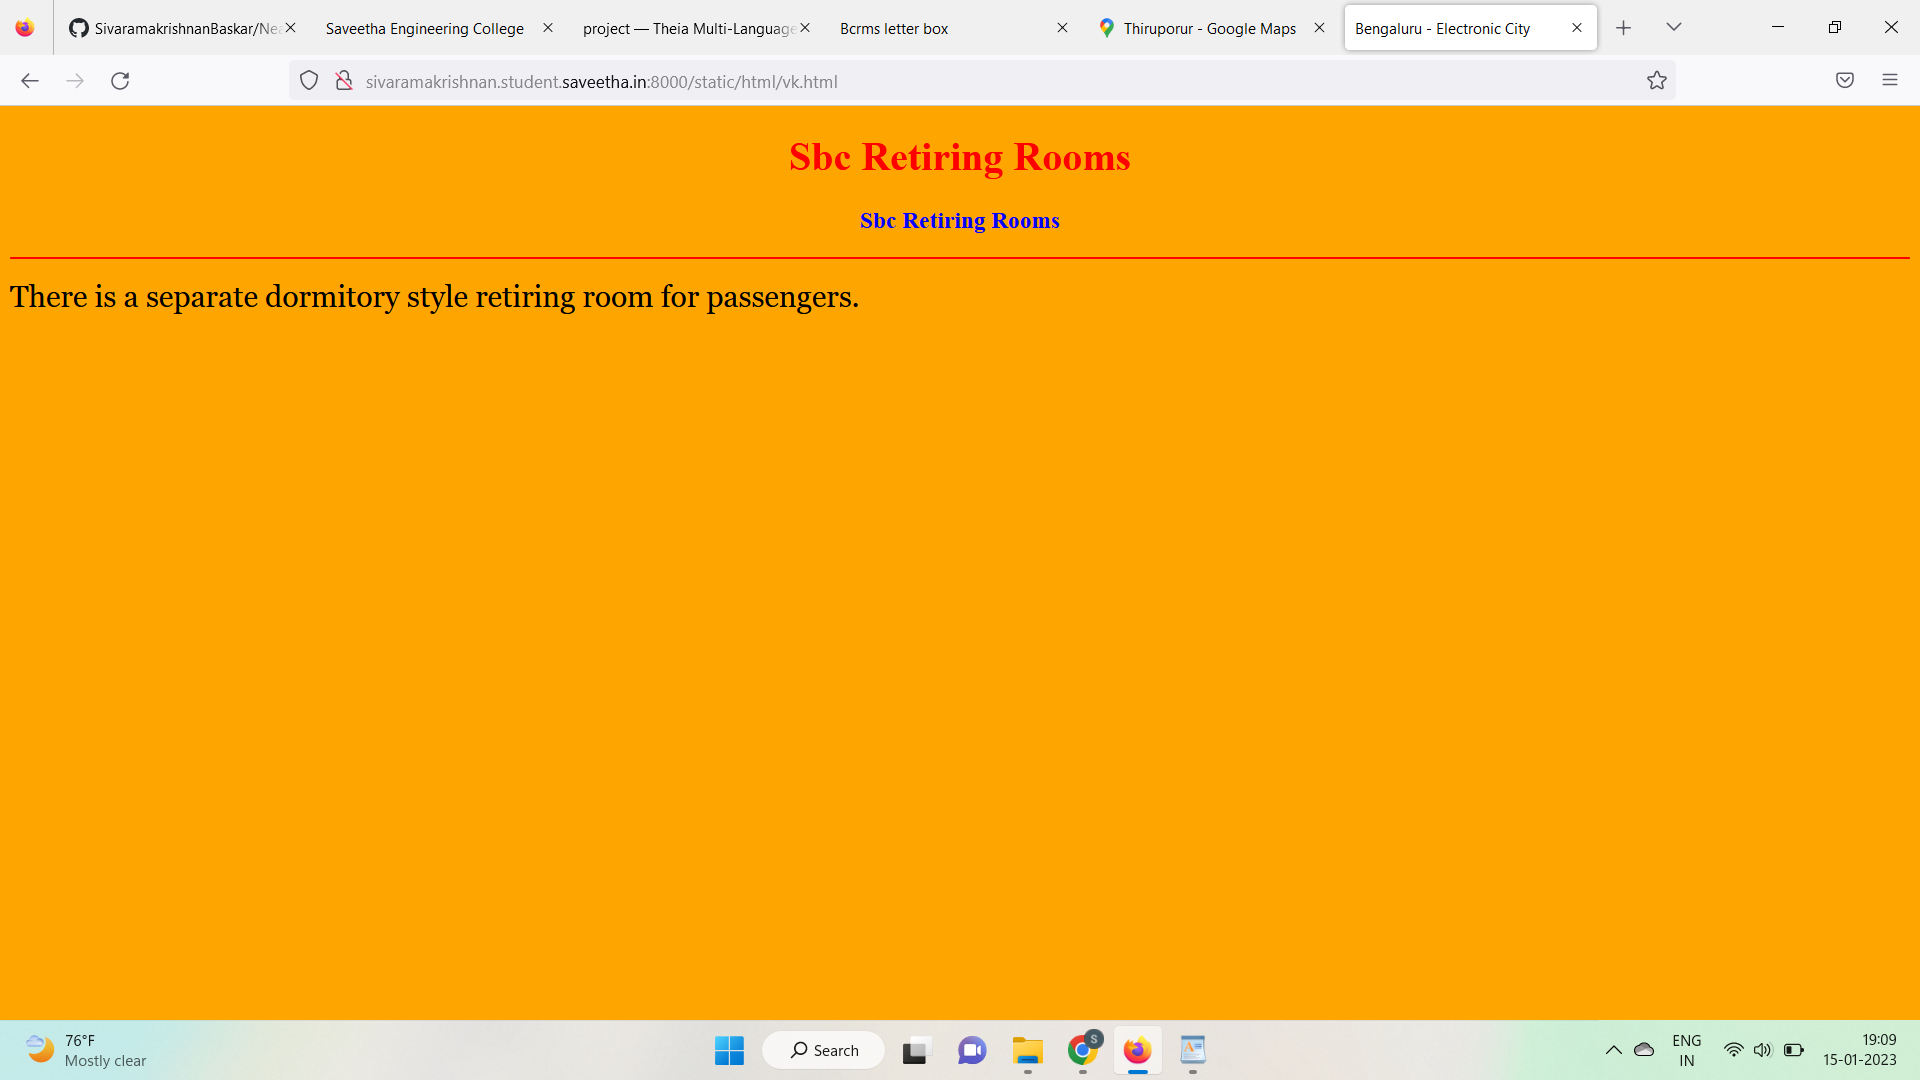 SivaramakrishnanBaskar/Nea
Saveetha Engineering College
project — Theia Multi-Language
Bcrms letter box
Thiruporur - Google Maps
Bengaluru - Electronic City
sivaramakrishnan.student.saveetha.in:8000/static/html/vk.html
Sbc Retiring Rooms
Sbc Retiring Rooms
There is a separate dormitory style retiring room for passengers.
76°F
Mostly clear
Search
S
ENG
IN
19:09
15-01-2023